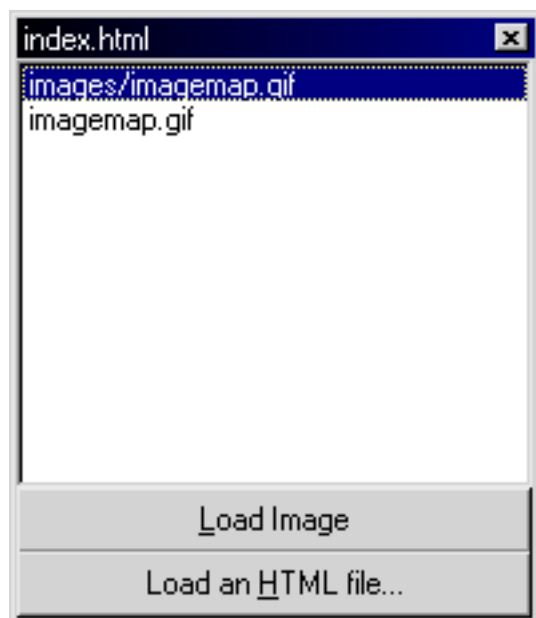 index.html
images/imagemap.gif
imagemap.gif
Load Image
Load an HTML file...